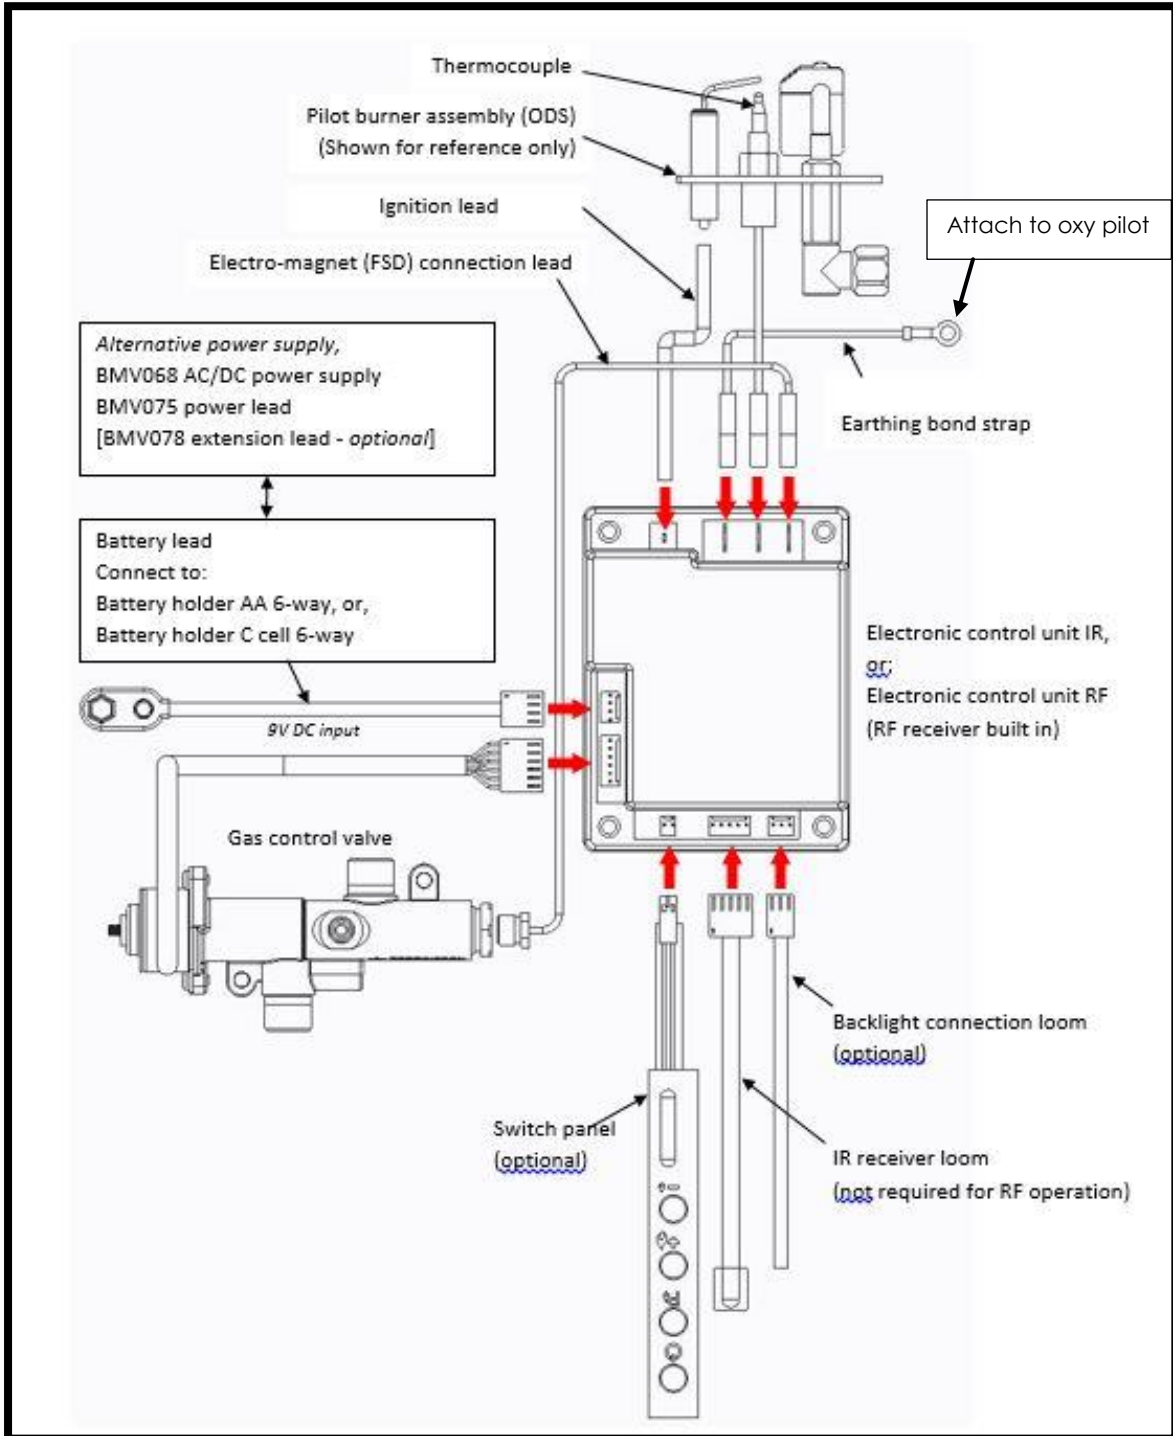 Thermocouple
Pilot burner assembly (ODS)
(Shown for reference only)
Ignition lead
Attach to oxy pilot
Electro-magnet (FSD) connection lead
Alternative power supply,
BMV068 AC/DC power supply
BMV075 power lead
[BMV078 extension lead - optional]
Earthing bond strap
Battery lead
Connect to:
Battery holder AA 6-way, or,
Battery holder C cell 6-way
Electronic control unit IR,
or;
Electronic control unit RF
(RF receiver built in)
9V DC input
Gas control valve
Backlight connection loom
(optional)
Switch panel
(optional)
IR receiver loom
(not required for RF operation)